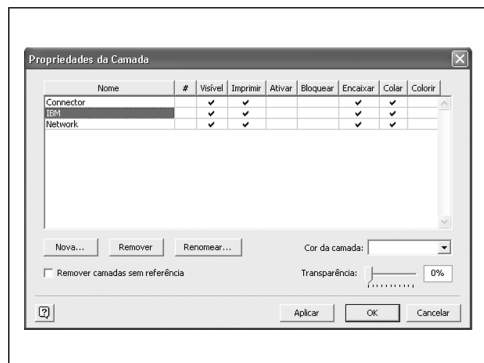 Propriedades da Camada
Nome # Visível Imprimir Ativar Bloquear Encaixar Colar Colorir
Connector
IBM
Network
Nova... Remover Renomear... Cor da camada:
Remover camadas sem referência Transparência: 0%
Aplicar OK Cancelar